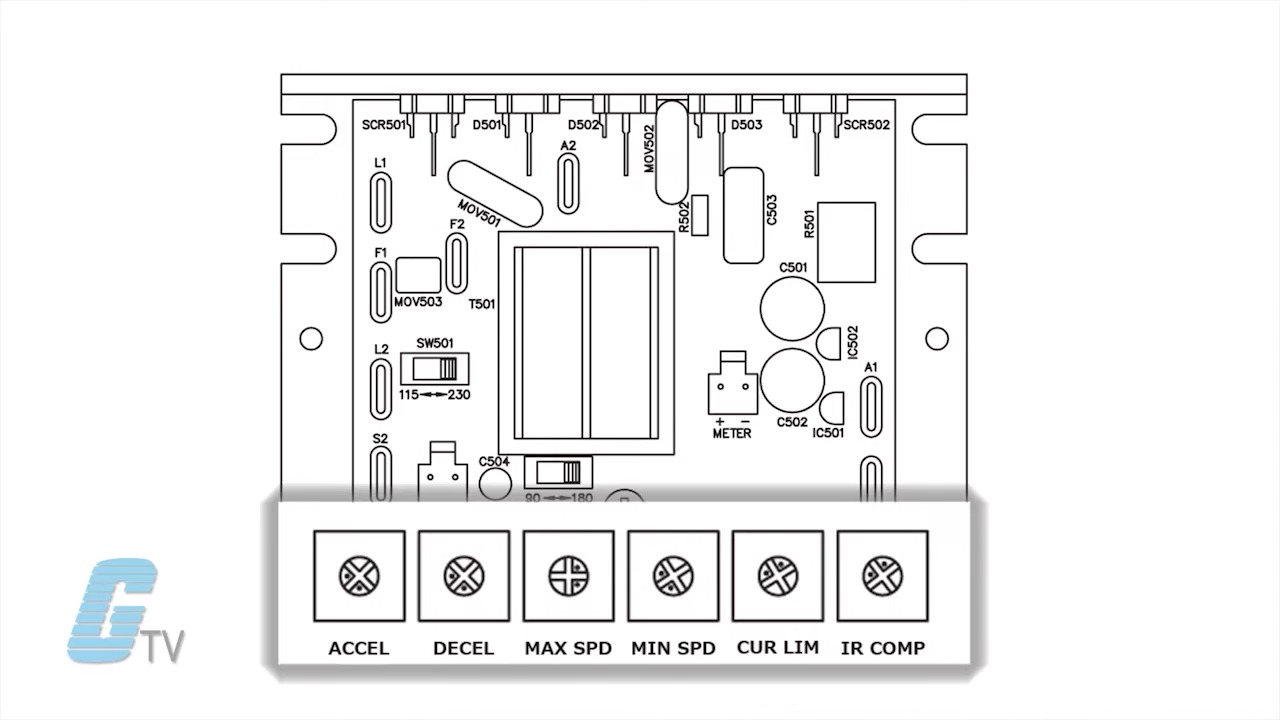 SCR501 D501 D502 MOV502 D503 SCR502
L1 A2
MOV501 R502 C503 R501
F2
F1
C501
MOV503 T501
IC502
SW501
L2
115 ↔ 230
A1
+ −
METER
C502 IC501
S2
C504
90 ↔ 180
ACCEL DECEL MAX SPD MIN SPD CUR LIM IR COMP
G TV